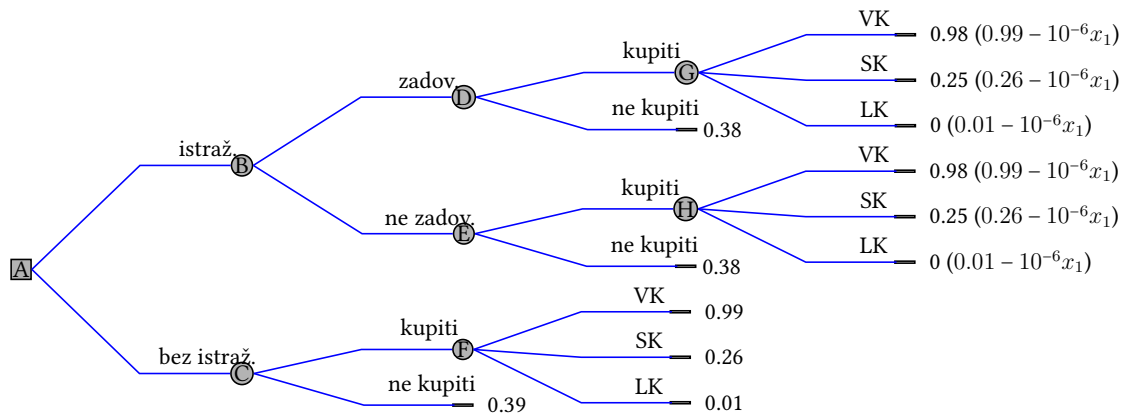 VK
0.98 (0.99 – 10⁻⁶x₁)
kupiti
G
SK
0.25 (0.26 – 10⁻⁶x₁)
zadov.
D
LK
0 (0.01 – 10⁻⁶x₁)
ne kupiti
0.38
istraž.
B
VK
0.98 (0.99 – 10⁻⁶x₁)
kupiti
H
SK
0.25 (0.26 – 10⁻⁶x₁)
ne zadov.
E
LK
0 (0.01 – 10⁻⁶x₁)
ne kupiti
0.38
A
VK
0.99
kupiti
F
SK
0.26
bez istraž.
C
LK
0.01
ne kupiti
0.39